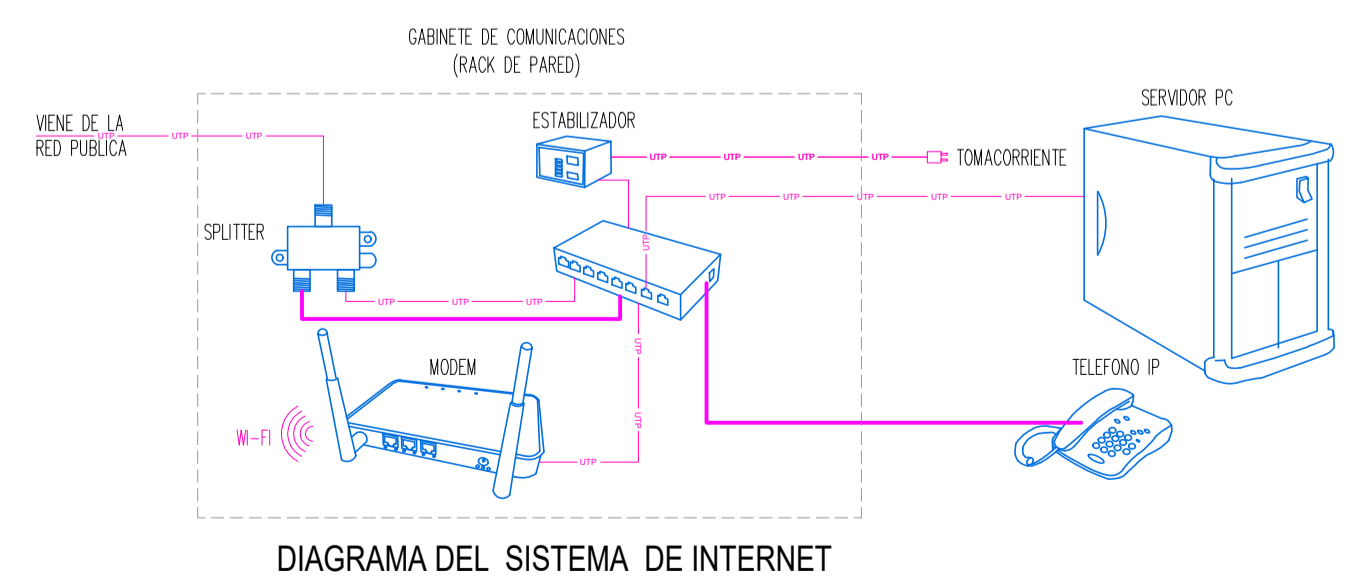 GABINETE DE COMUNICACIONES
(RACK DE PARED)
VIENE DE LA
RED PUBLICA
UTP UTP UTP
ESTABILIZADOR
UTP UTP UTP UTP
TOMACORRIENTE
SERVIDOR PC
UTP UTP UTP UTP UTP
UTP
SPLITTER
UTP UTP UTP
UTP
UTP
UTP
MODEM
WI-FI
TELEFONO IP
DIAGRAMA DEL SISTEMA DE INTERNET